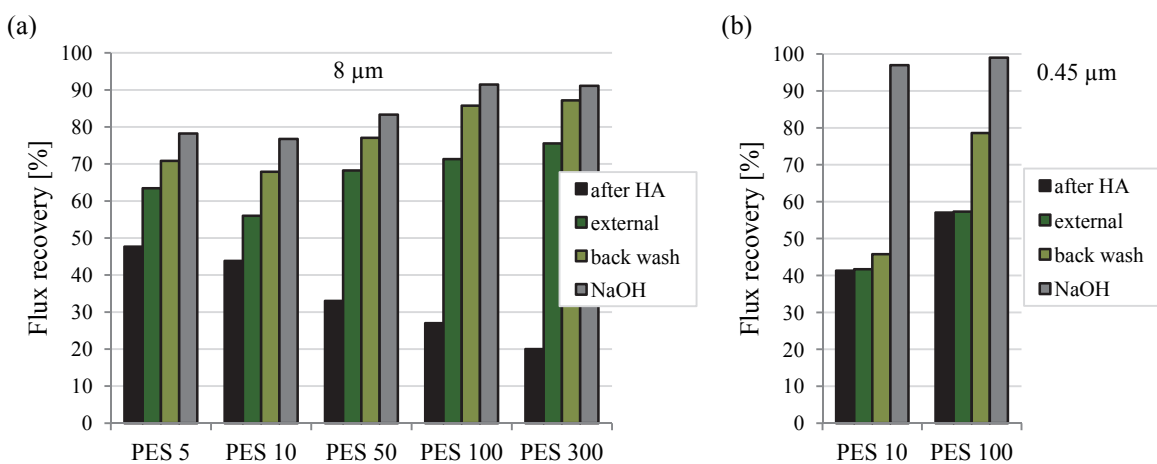 (a)
Flux recovery [%]
100
90
80
70
60
50
40
30
20
10
0
8 µm
after HA
external
back wash
NaOH
PES 5 PES 10 PES 50 PES 100 PES 300
(b)
Flux recovery [%]
100
90
80
70
60
50
40
30
20
10
0
0.45 µm
after HA
external
back wash
NaOH
PES 10 PES 100